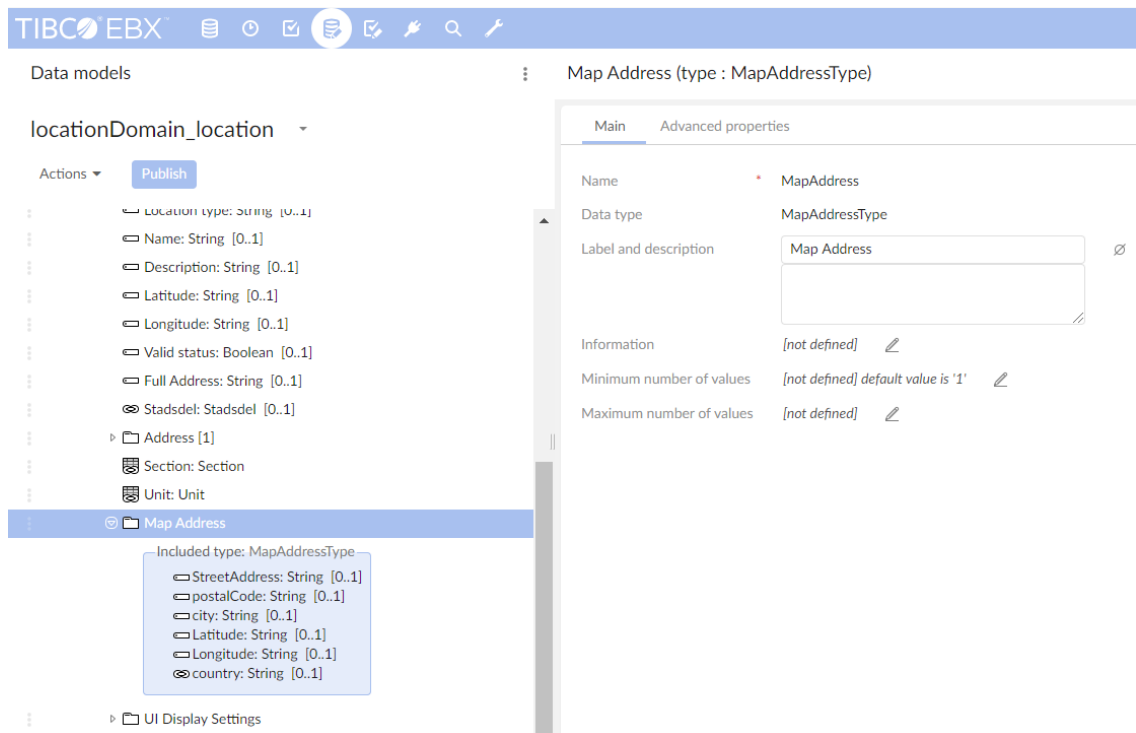 TIBCO EBX™
Data models
locationDomain_location
Actions
Publish
Location type: String [0..1]
Name: String [0..1]
Description: String [0..1]
Latitude: String [0..1]
Longitude: String [0..1]
Valid status: Boolean [0..1]
Full Address: String [0..1]
Stadsdel: Stadsdel [0..1]
Address [1]
Section: Section
Unit: Unit
Map Address
Included type: MapAddressType
StreetAddress: String [0..1]
postalCode: String [0..1]
city: String [0..1]
Latitude: String [0..1]
Longitude: String [0..1]
country: String [0..1]
UI Display Settings
Map Address (type : MapAddressType)
Main Advanced properties
Name * MapAddress
Data type MapAddressType
Label and description Map Address
Information [not defined]
Minimum number of values [not defined] default value is '1'
Maximum number of values [not defined]